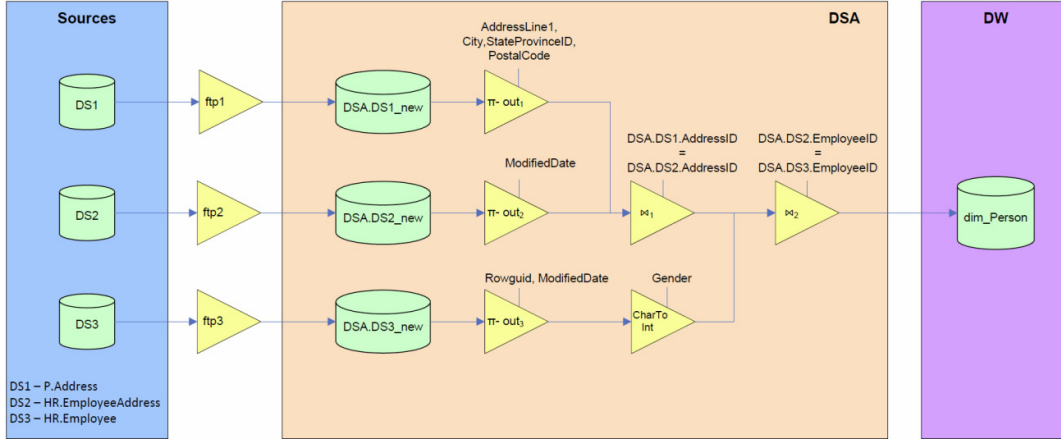 Sources
DSA
DW
AddressLine1,
City,StateProvinceID,
PostalCode
DS1
ftp1
DSA.DS1_new
π- out₁
DSA.DS1.AddressID
=
DSA.DS2.AddressID
DSA.DS2.EmployeeID
=
DSA.DS3.EmployeeID
ModifiedDate
DS2
ftp2
DSA.DS2_new
π- out₂
⋈₁
⋈₂
dim_Person
Rowguid, ModifiedDate
Gender
DS3
ftp3
DSA.DS3_new
π- out₃
CharTo
Int
DS1 – P.Address
DS2 – HR.EmployeeAddress
DS3 – HR.Employee